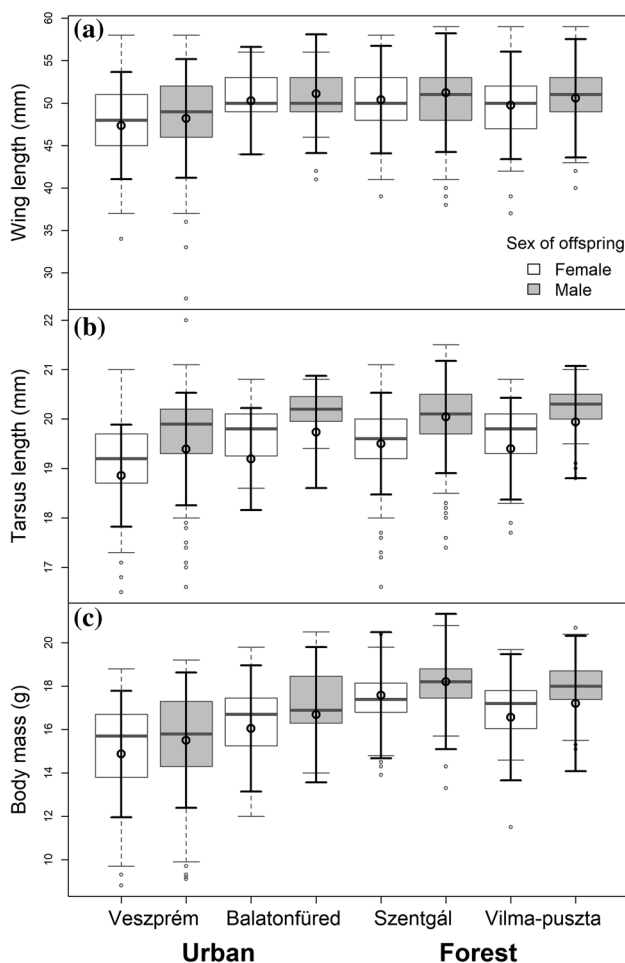 (a)
Wing length (mm)
60
55
50
45
40
35
30
Sex of offspring
Female
Male
(b)
Tarsus length (mm)
22
21
20
19
18
17
(c)
Body mass (g)
20
18
16
14
12
10
Veszprém Balatonfüred Szentgál Vilma-puszta
Urban Forest